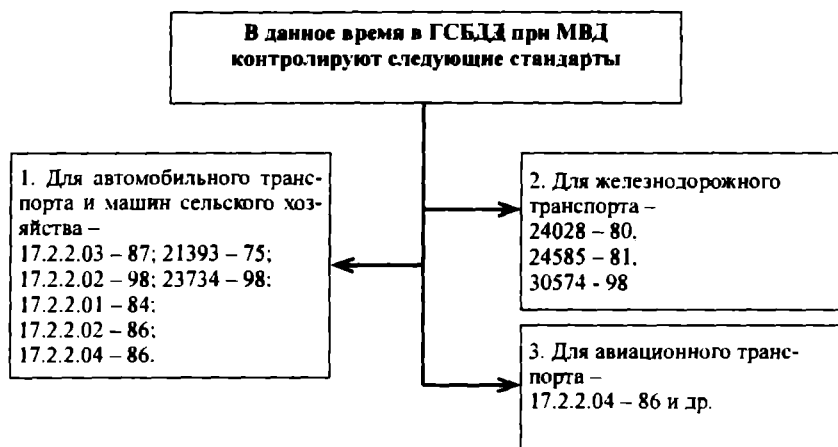 В данное время в ГСБДД при МВД
контролируют следующие стандарты
1. Для автомобильного транс-
порта и машин сельского хоз-
яйства –
17.2.2.03 – 87; 21393 – 75;
17.2.2.02 – 98; 23734 – 98;
17.2.2.01 – 84;
17.2.2.02 – 86;
17.2.2.04 – 86.
2. Для железнодорожного
транспорта –
24028 – 80,
24585 – 81,
30574 - 98
3. Для авиационного транс-
порта –
17.2.2.04 – 86 и др.